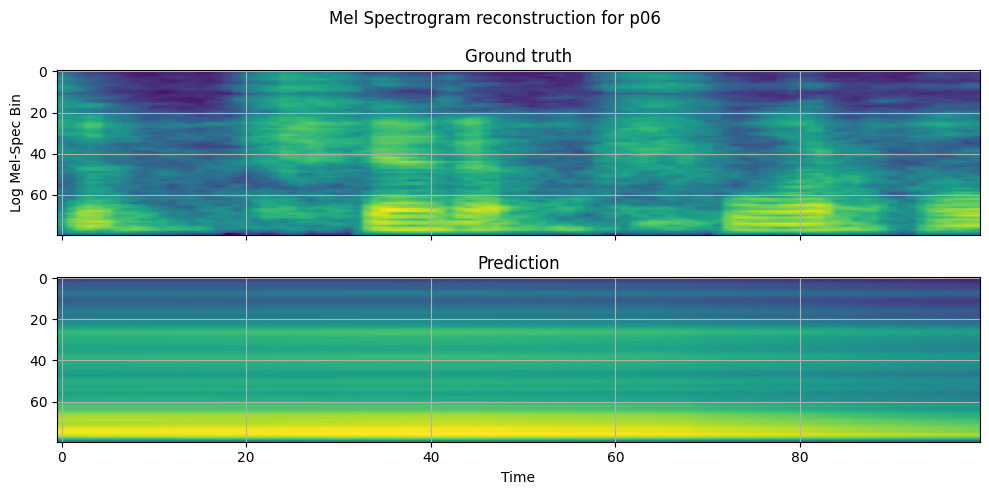 Mel Spectrogram reconstruction for p06
Ground truth
0
20
40
60
Log Mel-Spec Bin
Prediction
0
20
40
60
0 20 40 60 80
Time